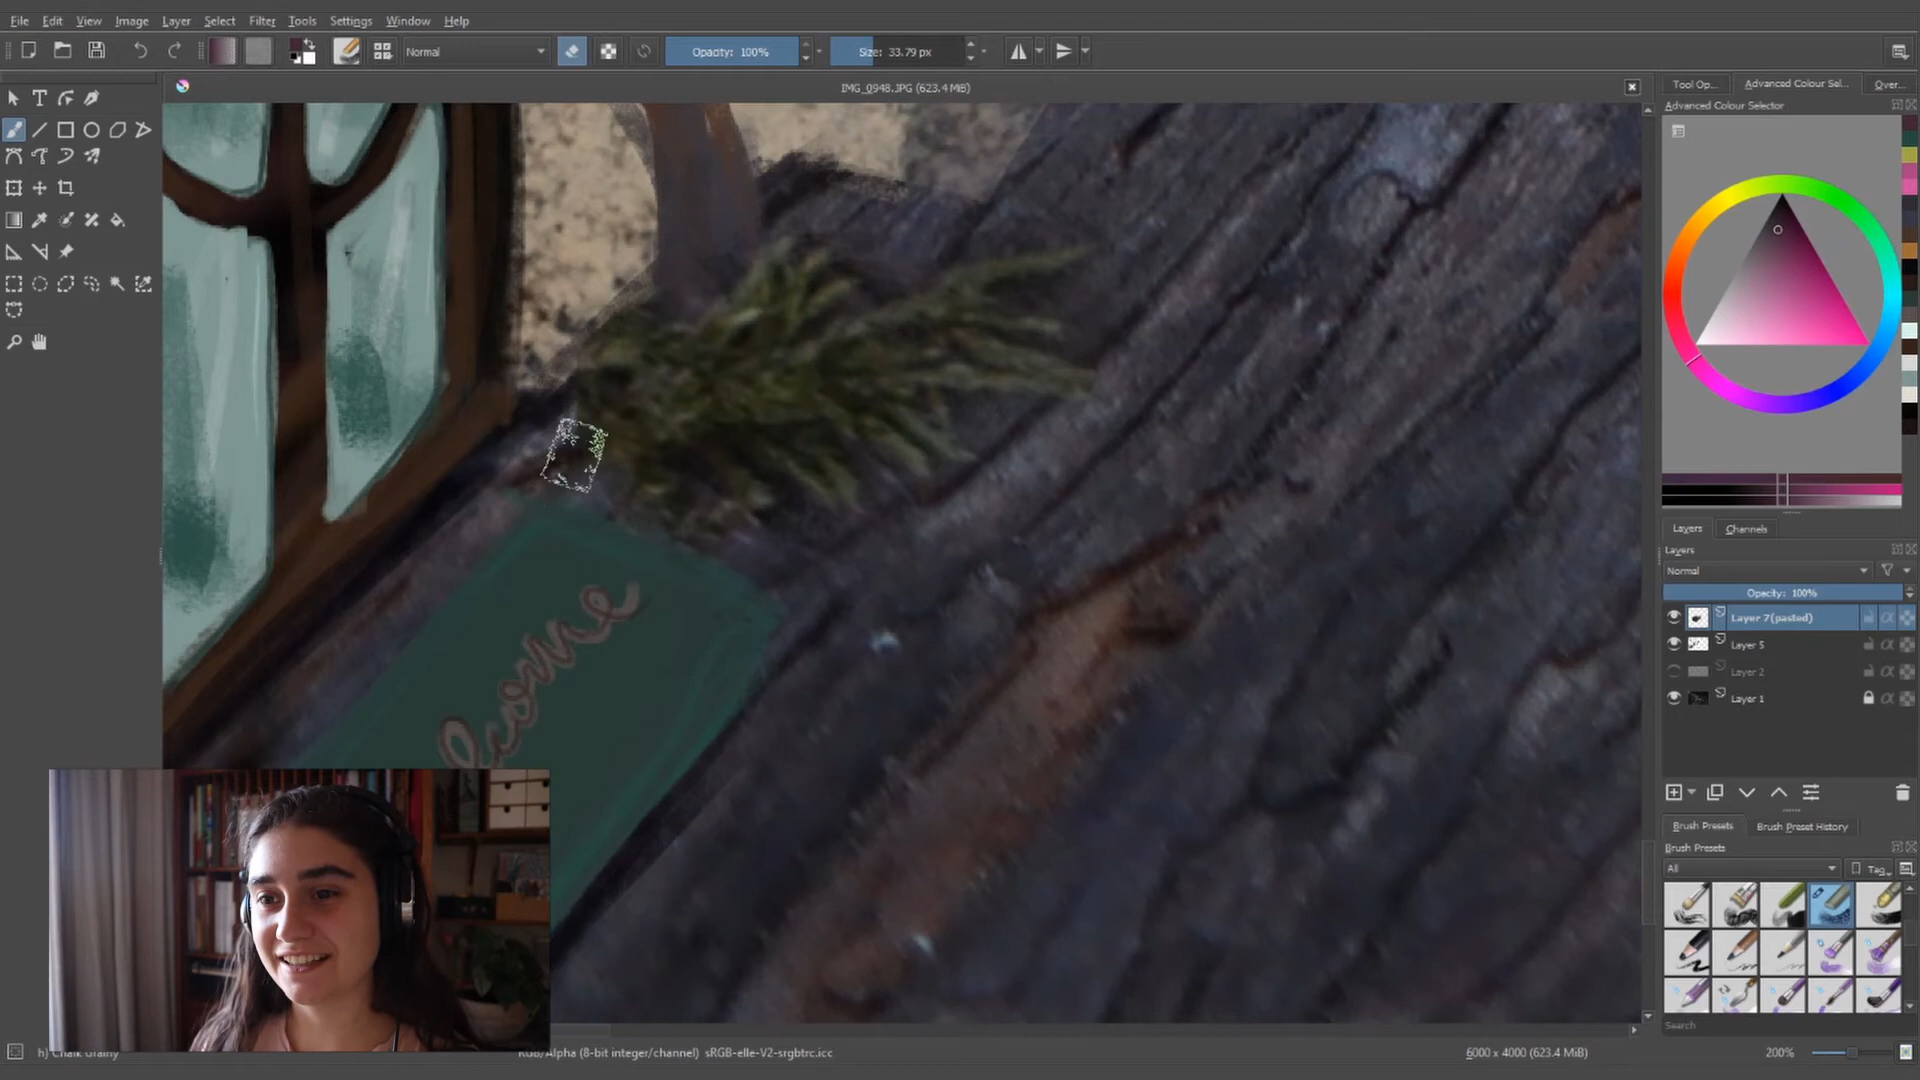 File Edit View Image Layer Select Filter Tools Settings Window Help
Normal
Opacity: 100%
Size: 33.79 px
IMG_0948.JPG (623.4 MiB)
Tool Op...
Advanced Colour Sel...
Over...
Advanced Colour Selector
Layers
Channels
Layers
Normal
Opacity: 100%
Layer 7(pasted)
Layer 5
Layer 2
Layer 1
Brush Presets
Brush Preset History
Brush Presets
All
Tag
Search
lcome
h) Chalk Grainy
RGB/Alpha (8-bit integer/channel) sRGB-elle-V2-srgbtrc.icc
6000 x 4000 (623.4 MiB)
200%